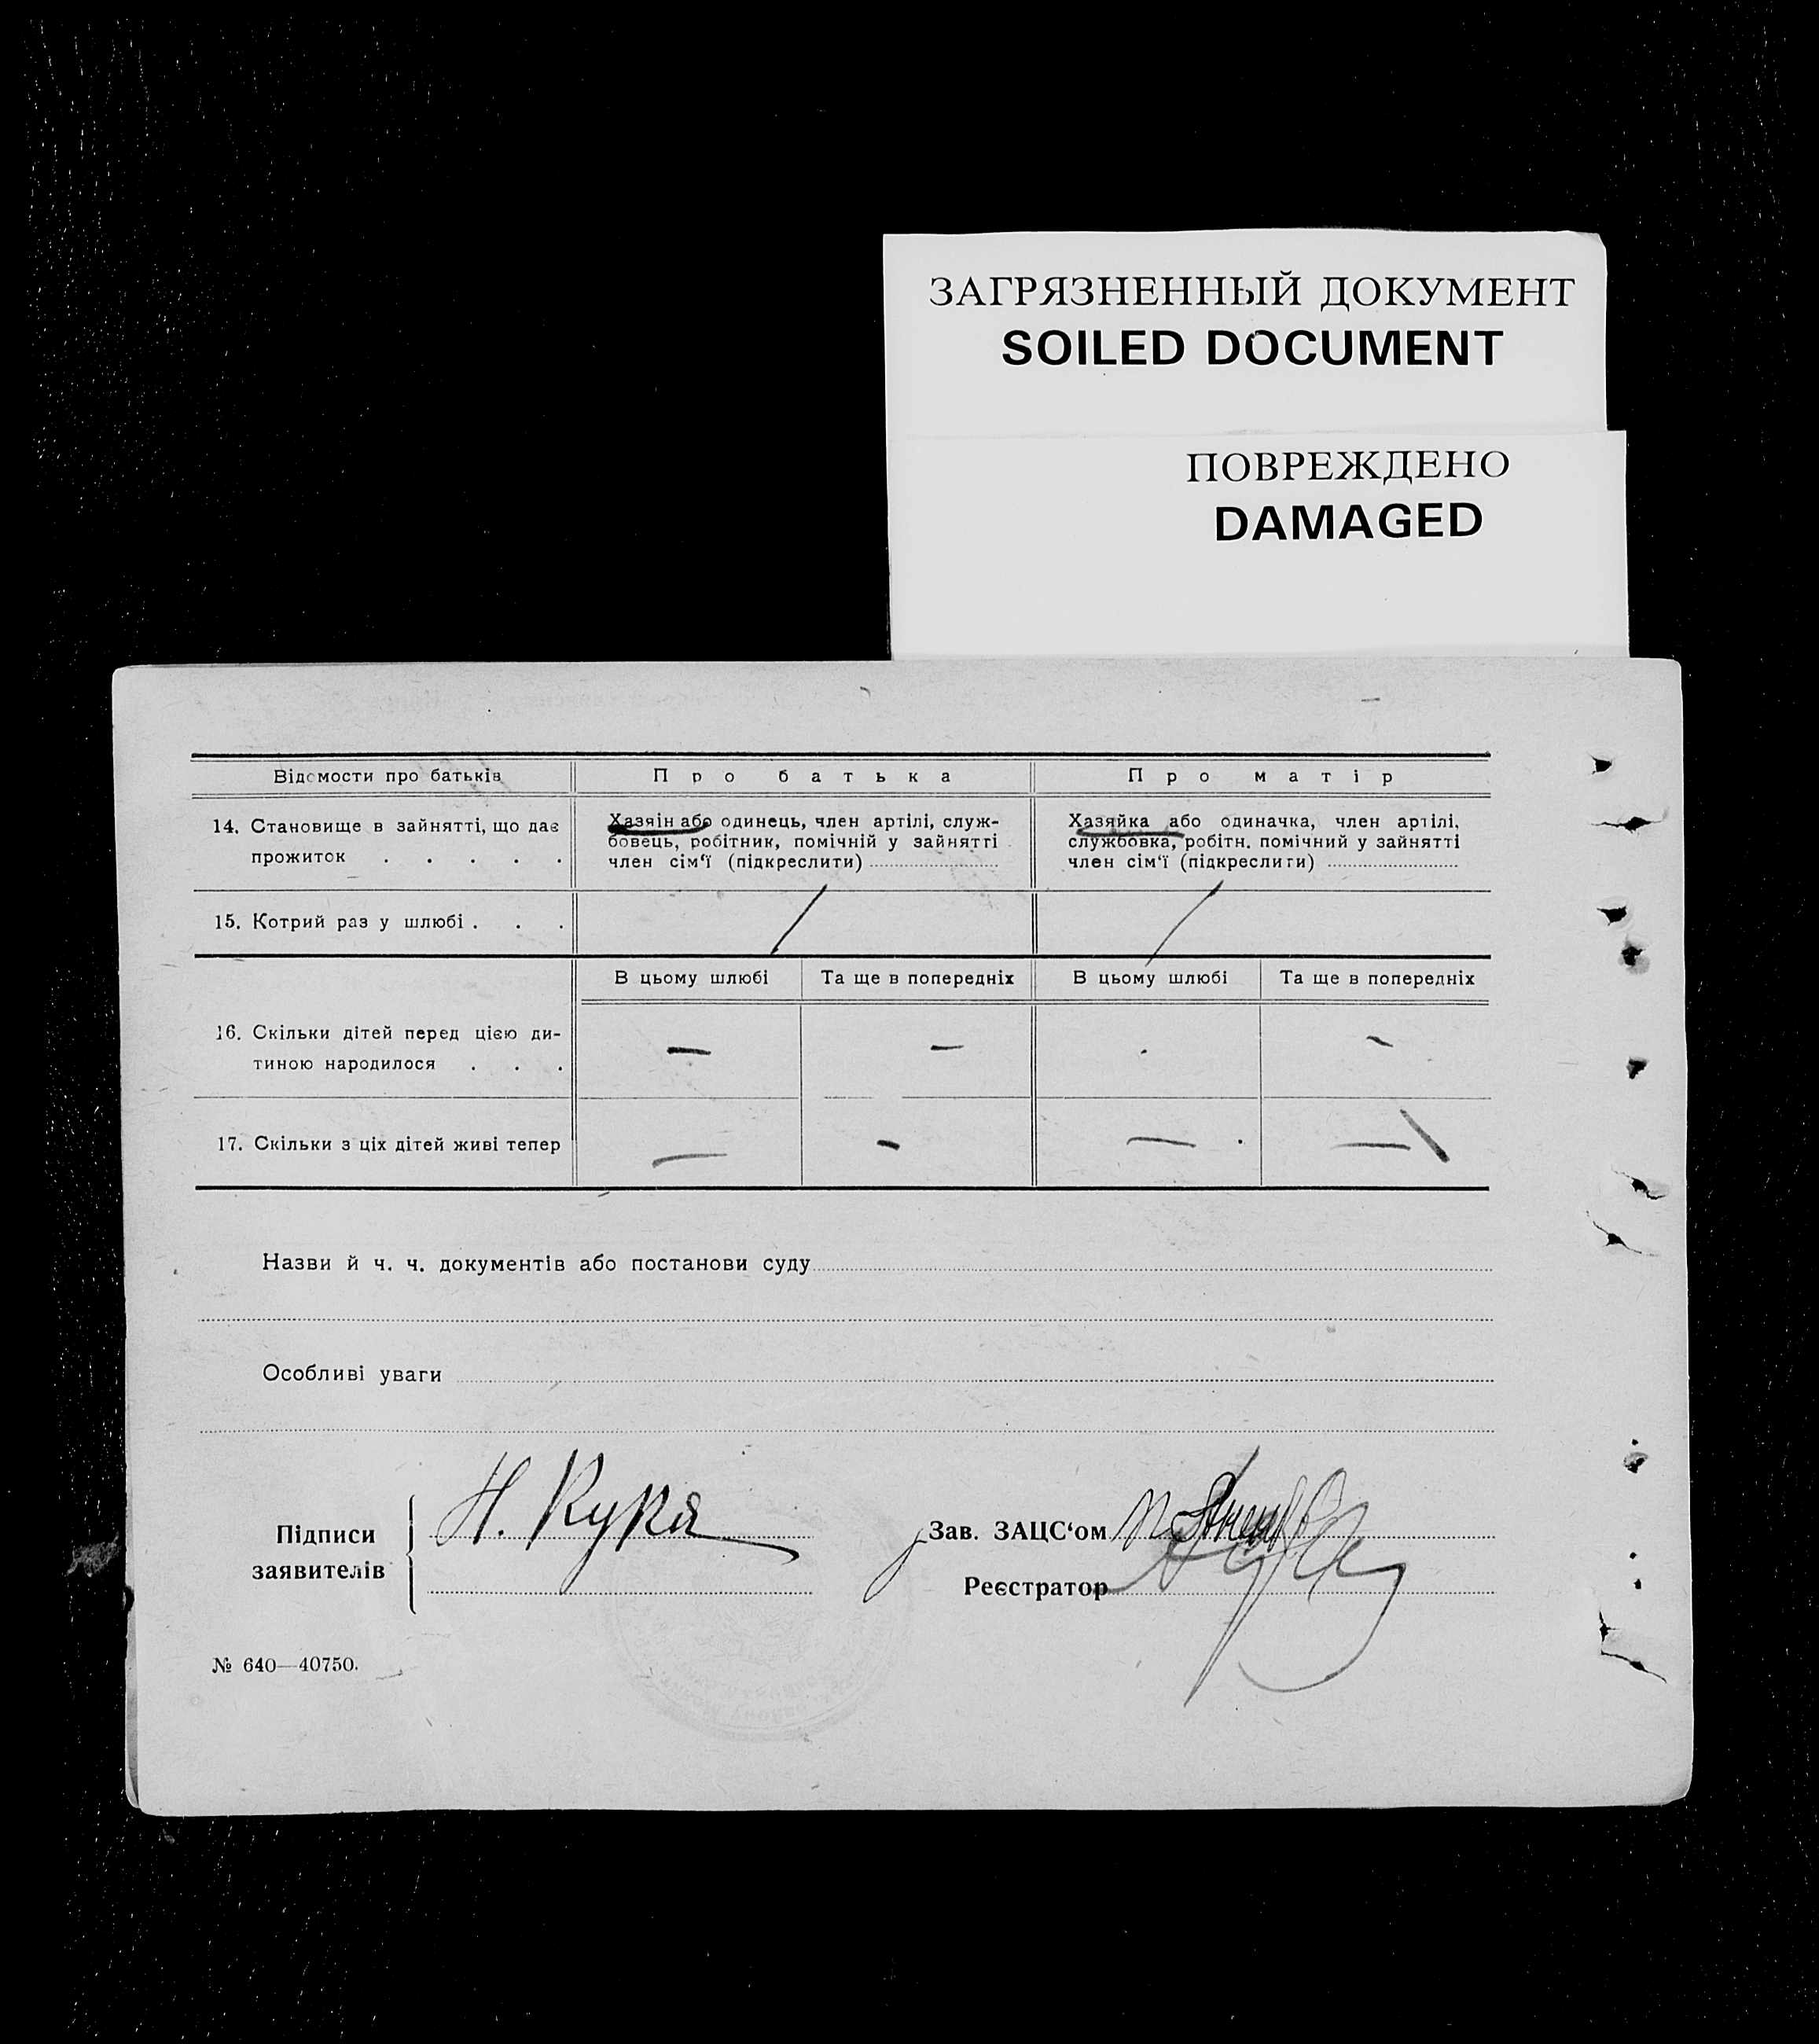 ЗАГРЯЗНЕННЫЙ ДОКУМЕНТ
SOILED DOCUMENT
ПОВРЕЖДЕНО
DAMAGED
Відомости про батьків
Про батька
Про матір
14. Становище в зайнятті, що дає
прожиток . . . . .
Хазяін або одинець, член артілі, служ-
бовець, робітник, помічній у зайнятті
член сім‘ї (підкреслити)
Хазяйка або одиначка, член артілі,
службовка, робітн. помічний у зайнятті
член сім‘ї (підкреслити)
15. Котрий раз у шлюбі . . .
/
/
В цьому шлюбі
Та ще в попередніх
В цьому шлюбі
Та ще в попередніх
16. Скільки дітей перед цією ди-
тиною народилося . . .
— — -
17. Скільки з ціх дітей живі тепер
— - — —
Назви й ч. ч. документів або постанови суду
Особливі уваги
Підписи
заявителів
Н. Кука
Зав. ЗАЦС‘ом
Реєстратор
№ 640—40750.